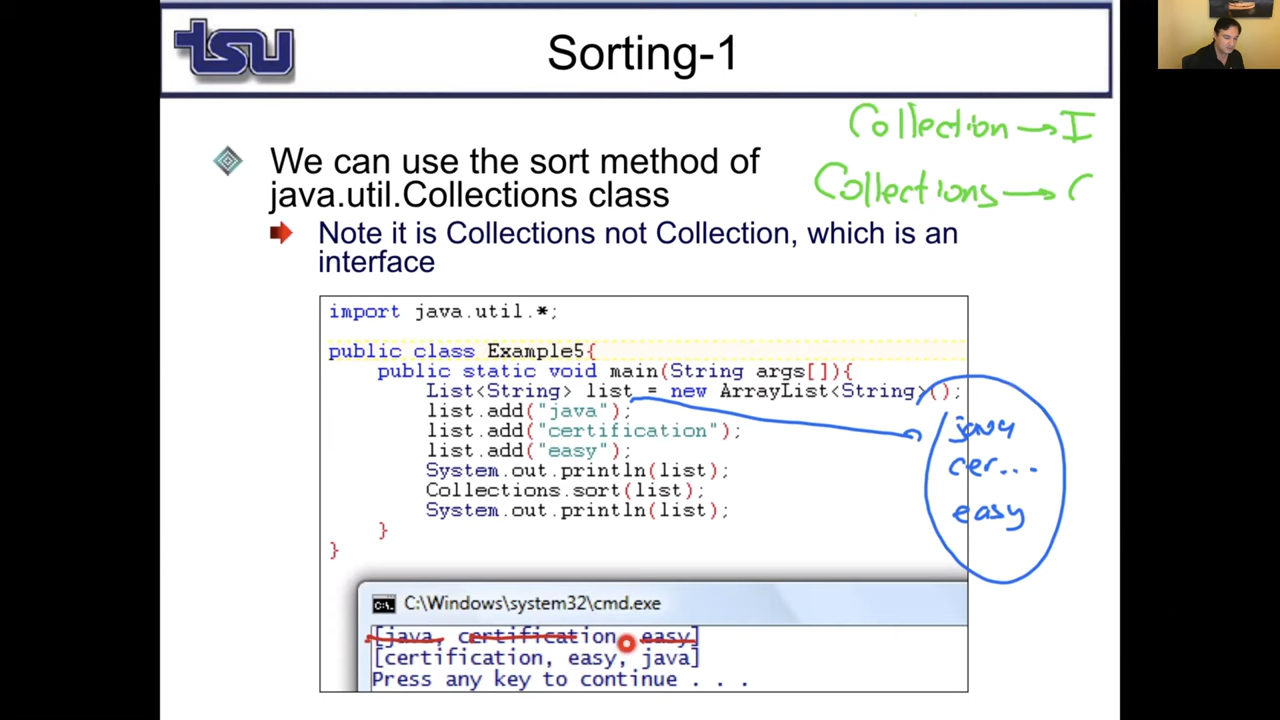 tsu
Sorting-1
Collection → I
Collections → C
We can use the sort method of
java.util.Collections class
Note it is Collections not Collection, which is an
interface
import java.util.*;
public class Example5{
public static void main(String args[]){
List<String> list = new ArrayList<String>();
list.add("java");
list.add("certification");
list.add("easy");
System.out.println(list);
Collections.sort(list);
System.out.println(list);
}
}
java
cer...
easy
C:\Windows\system32\cmd.exe
[java, certification, easy]
[certification, easy, java]
Press any key to continue . . .